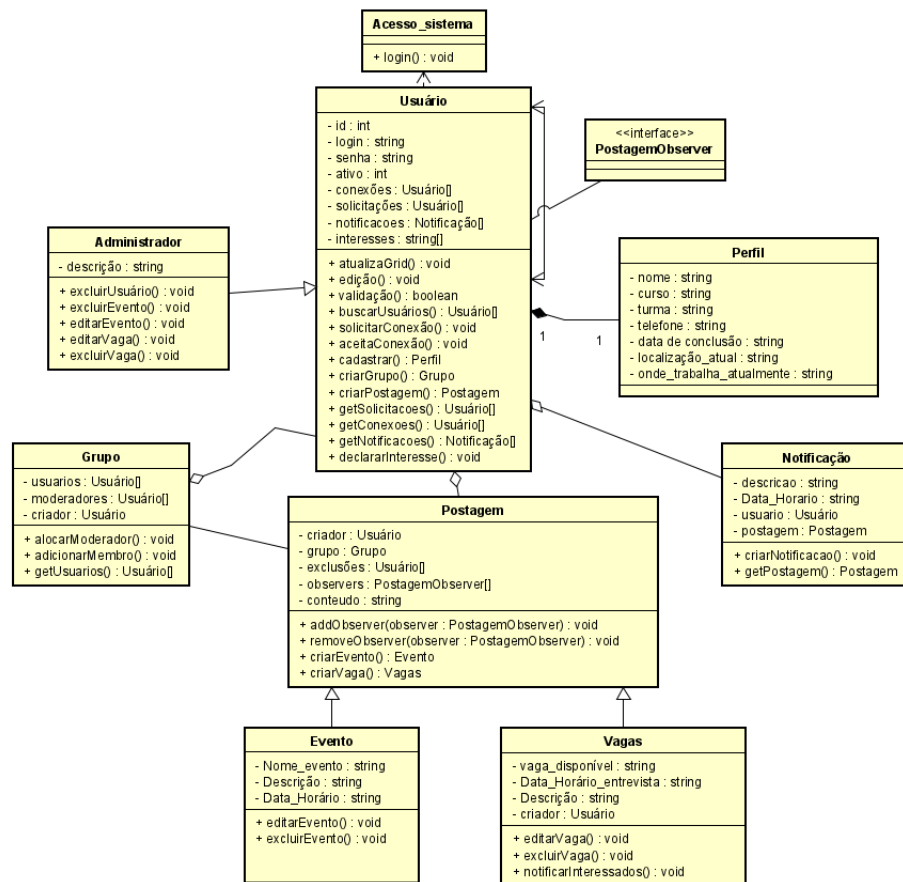 Acesso_sistema
+ login() : void
Usuário
- id : int
- login : string
- senha : string
- ativo : int
- conexões : Usuário[]
- solicitações : Usuário[]
- notificacoes : Notificação[]
- interesses : string[]
+ atualizaGrid() : void
+ edição() : void
+ validação() : boolean
+ buscarUsuários() : Usuário[]
+ solicitarConexão() : void
+ aceitaConexão() : void
+ cadastrar() : Perfil
+ criarGrupo() : Grupo
+ criarPostagem() : Postagem
+ getSolicitacoes() : Usuário[]
+ getConexoes() : Usuário[]
+ getNotificacoes() : Notificação[]
+ declararInteresse() : void
<<interface>>
PostagemObserver
Administrador
- descrição : string
+ excluirUsuário() : void
+ excluirEvento() : void
+ editarEvento() : void
+ editarVaga() : void
+ excluirVaga() : void
Perfil
- nome : string
- curso : string
- turma : string
- telefone : string
- data de conclusão : string
- localização_atual : string
- onde_trabalha_atualmente : string
1
1
Grupo
- usuarios : Usuário[]
- moderadores : Usuário[]
- criador : Usuário
+ alocarModerador() : void
+ adicionarMembro() : void
+ getUsuarios() : Usuário[]
Notificação
- descricao : string
- Data_Horario : string
- usuario : Usuário
- postagem : Postagem
+ criarNotificacao() : void
+ getPostagem() : Postagem
Postagem
- criador : Usuário
- grupo : Grupo
- exclusões : Usuário[]
- observers : PostagemObserver[]
- conteudo : string
+ addObserver(observer : PostagemObserver) : void
+ removeObserver(observer : PostagemObserver) : void
+ criarEvento() : Evento
+ criarVaga() : Vagas
Evento
- Nome_evento : string
- Descrição : string
- Data_Horário : string
+ editarEvento() : void
+ excluirEvento() : void
Vagas
- vaga_disponível : string
- Data_Horário_entrevista : string
- Descrição : string
- criador : Usuário
+ editarVaga() : void
+ excluirVaga() : void
+ notificarInteressados() : void